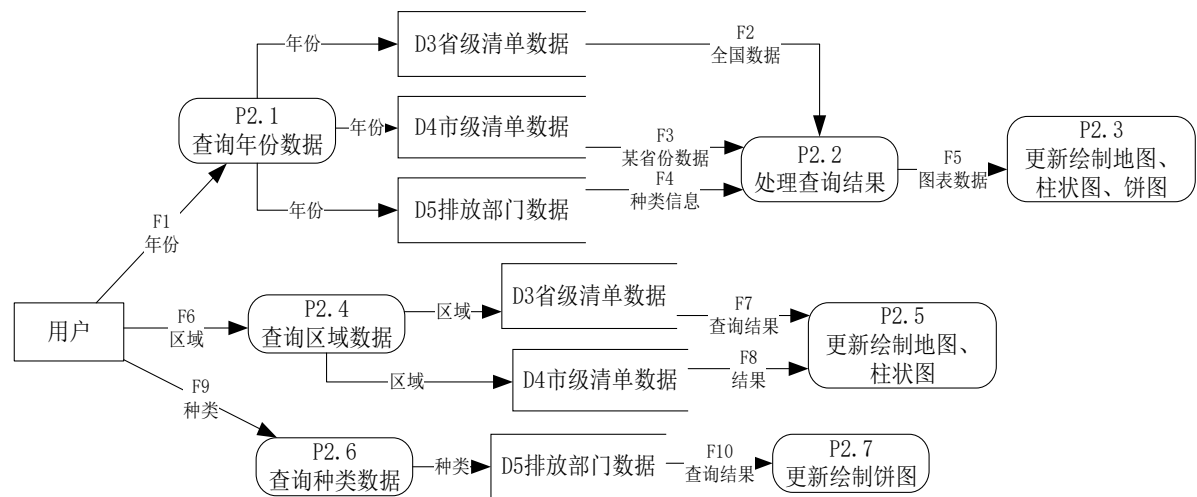 年份
D3省级清单数据
F2
全国数据
P2.1
查询年份数据
年份
D4市级清单数据
F3
某省份数据
P2.2
处理查询结果
F5
图表数据
P2.3
更新绘制地图、
柱状图、饼图
年份
D5排放部门数据
F4
种类信息
F1
年份
用户
F6
区域
P2.4
查询区域数据
区域
D3省级清单数据
F7
查询结果
P2.5
更新绘制地图、
柱状图
区域
D4市级清单数据
F8
结果
F9
种类
P2.6
查询种类数据
种类
D5排放部门数据
F10
查询结果
P2.7
更新绘制饼图